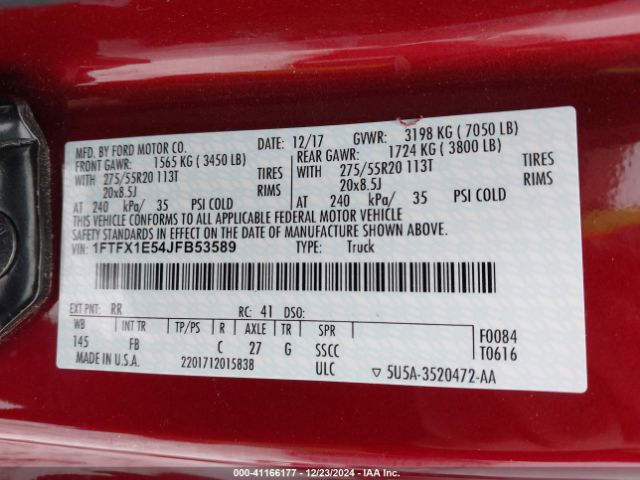 MFD. BY FORD MOTOR CO. DATE: 12/17 GVWR: 3198 KG ( 7050 LB)
FRONT GAWR: 1565 KG ( 3450 LB) REAR GAWR: 1724 KG ( 3800 LB)
WITH 275/55R20 113T TIRES WITH 275/55R20 113T TIRES
20x8.5J RIMS 20x8.5J RIMS
AT 240 kPa/ 35 PSI COLD AT 240 kPa/ 35 PSI COLD
THIS VEHICLE CONFORMS TO ALL APPLICABLE FEDERAL MOTOR VEHICLE
SAFETY STANDARDS IN EFFECT ON THE DATE OF MANUFACTURE SHOWN ABOVE.
VIN: 1FTFX1E54JFB53589 TYPE: Truck
EXT PNT: RR RC: 41 DSO:
WB INT TR TP/PS R AXLE TR SPR F0084
145 FB C 27 G SSCC T0616
MADE IN U.S.A. 2201712015838 ULC ▽ 5U5A-3520472-AA
000-41166177 - 12/23/2024 - IAA Inc.